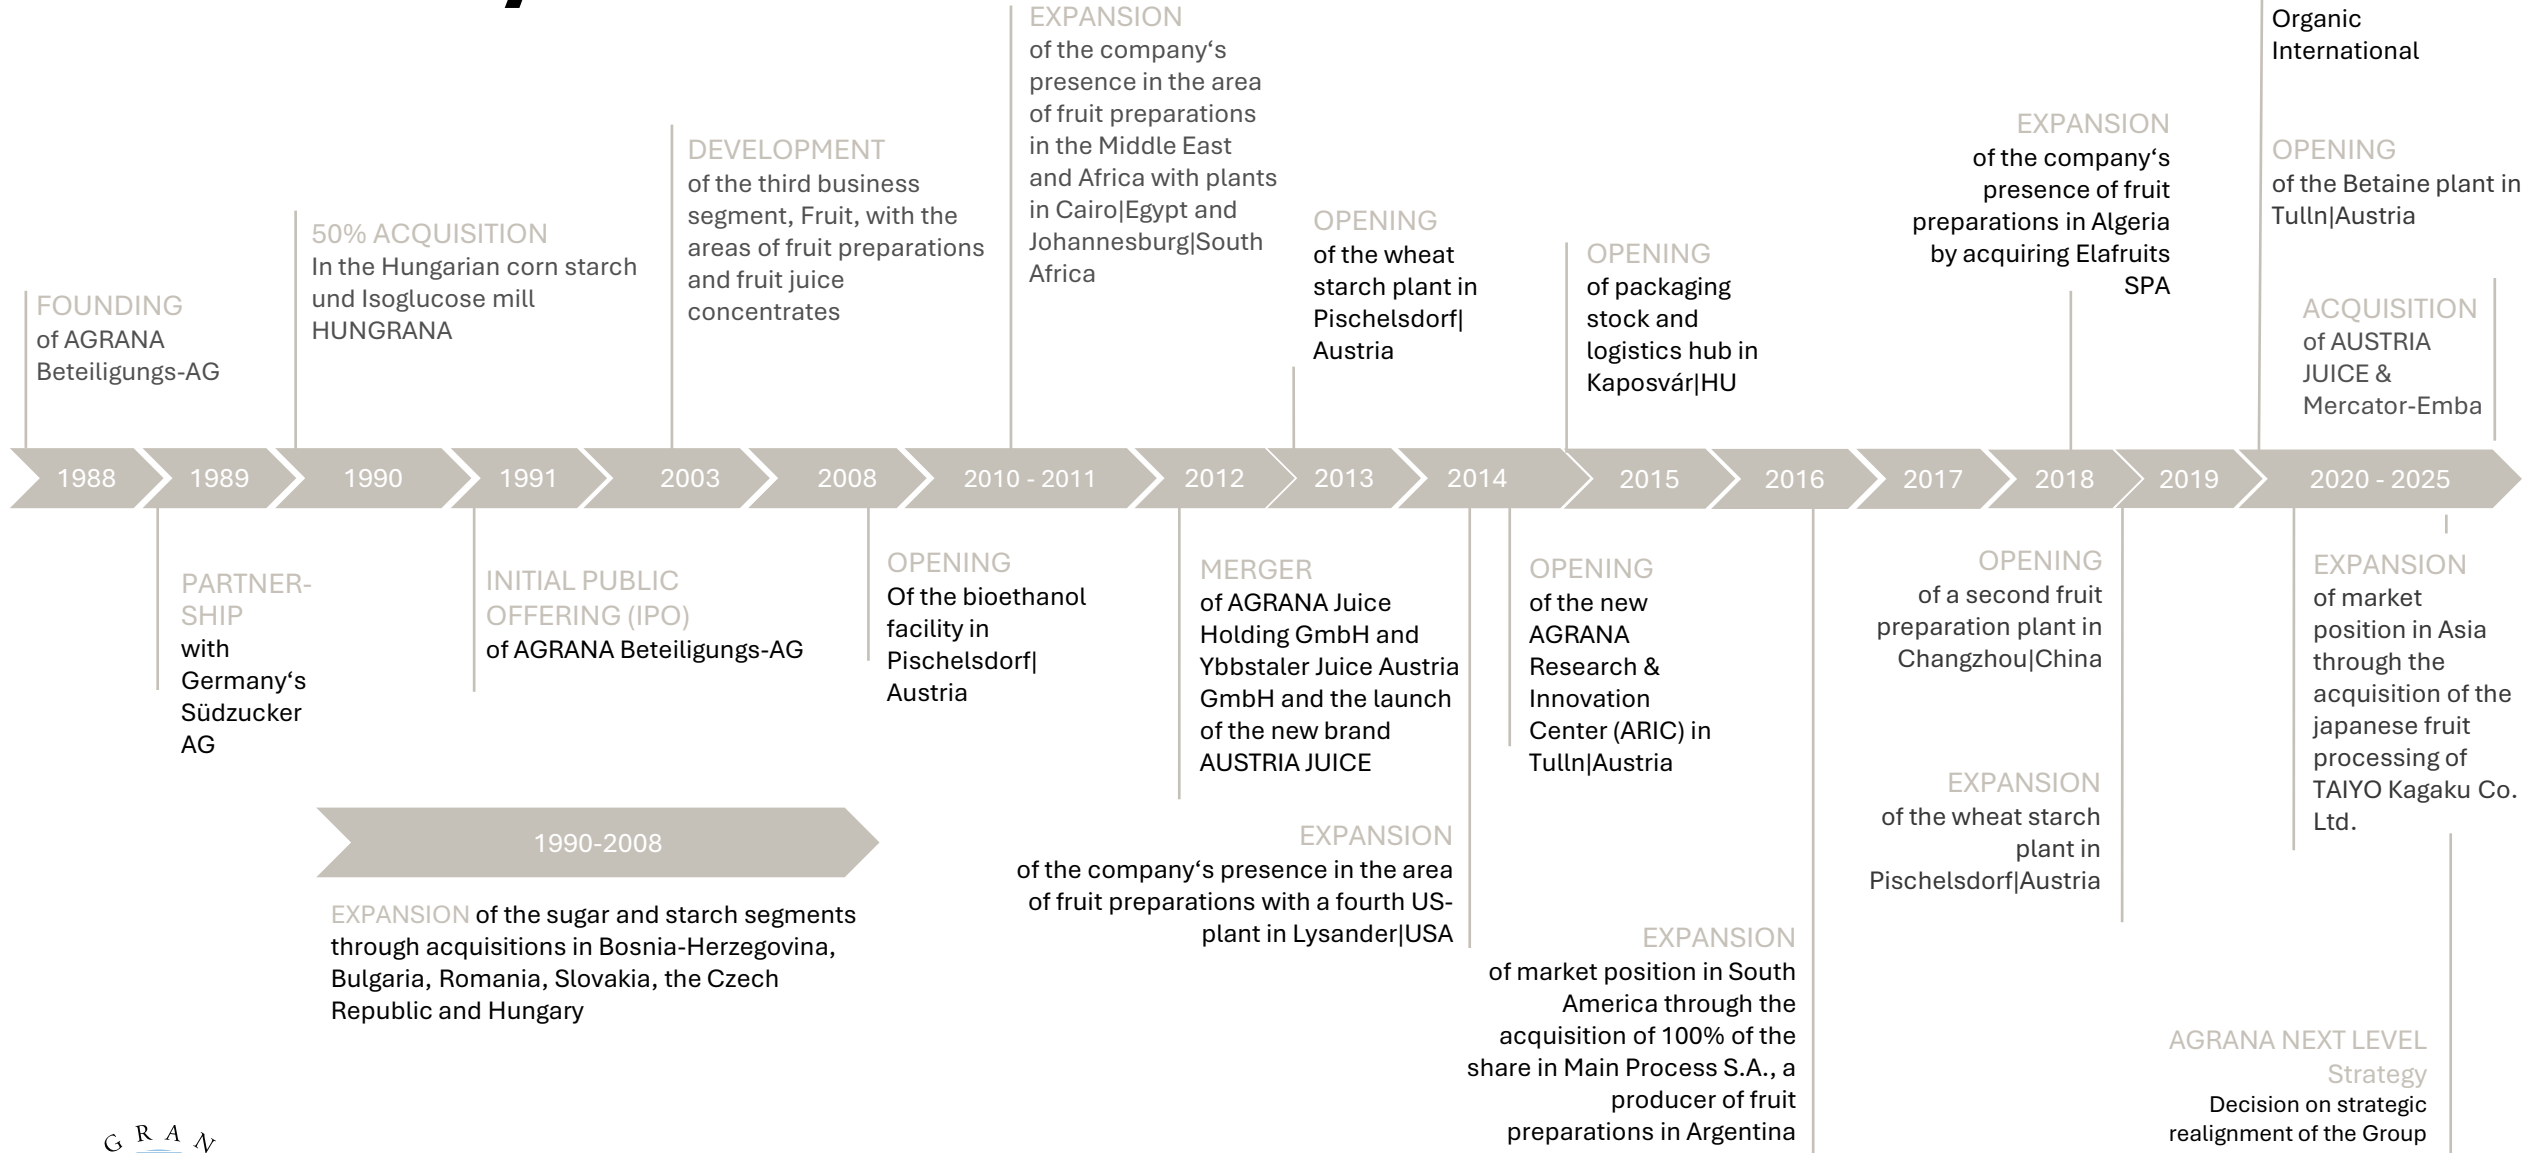 EXPANSION
of the company‘s
presence in the area
of fruit preparations
in the Middle East
and Africa with plants
in Cairo|Egypt and
Johannesburg|South
Africa
Organic
International
EXPANSION
of the company‘s
presence of fruit
preparations in Algeria
by acquiring Elafruits
SPA
OPENING
of the Betaine plant in
Tulln|Austria
DEVELOPMENT
of the third business
segment, Fruit, with the
areas of fruit preparations
and fruit juice
concentrates
50% ACQUISITION
In the Hungarian corn starch
und Isoglucose mill
HUNGRANA
OPENING
of the wheat
starch plant in
Pischelsdorf|
Austria
OPENING
of packaging
stock and
logistics hub in
Kaposvár|HU
FOUNDING
of AGRANA
Beteiligungs-AG
ACQUISITION
of AUSTRIA
JUICE &
Mercator-Emba
1988
1989
1990
1991
2003
2008
2010 - 2011
2012
2013
2014
2015
2016
2017
2018
2019
2020 - 2025
PARTNER-
SHIP
with
Germany‘s
Südzucker
AG
INITIAL PUBLIC
OFFERING (IPO)
of AGRANA Beteiligungs-AG
OPENING
Of the bioethanol
facility in
Pischelsdorf|
Austria
MERGER
of AGRANA Juice
Holding GmbH and
Ybbstaler Juice Austria
GmbH and the launch
of the new brand
AUSTRIA JUICE
OPENING
of the new
AGRANA
Research &
Innovation
Center (ARIC) in
Tulln|Austria
OPENING
of a second fruit
preparation plant in
Changzhou|China
EXPANSION
of market
position in Asia
through the
acquisition of the
japanese fruit
processing of
TAIYO Kagaku Co.
Ltd.
EXPANSION
of the wheat starch
plant in
Pischelsdorf|Austria
1990-2008
EXPANSION of the sugar and starch segments
through acquisitions in Bosnia-Herzegovina,
Bulgaria, Romania, Slovakia, the Czech
Republic and Hungary
EXPANSION
of the company‘s presence in the area
of fruit preparations with a fourth US-
plant in Lysander|USA
EXPANSION
of market position in South
America through the
acquisition of 100% of the
share in Main Process S.A., a
producer of fruit
preparations in Argentina
AGRANA NEXT LEVEL
Strategy
Decision on strategic
realignment of the Group
GRAN